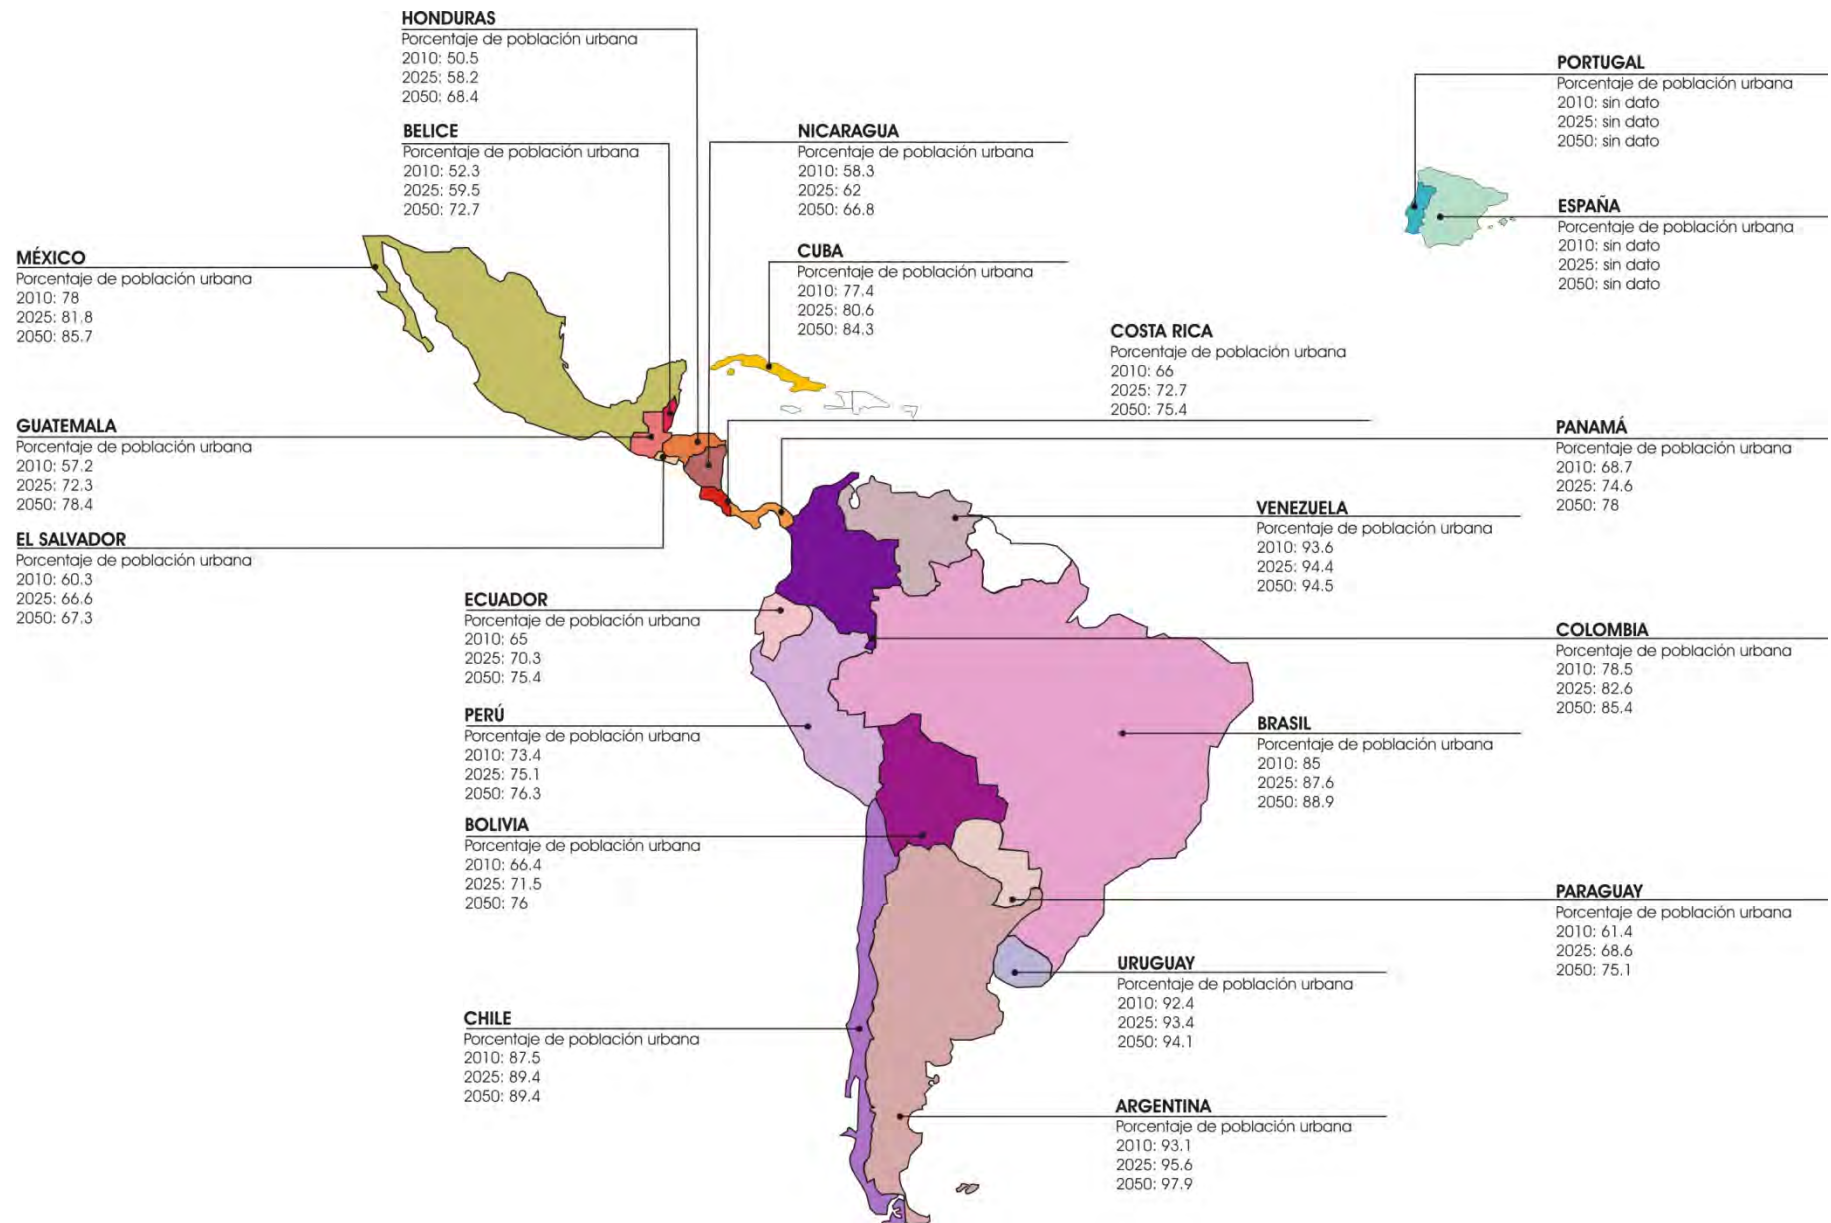 HONDURAS
Porcentaje de población urbana
2010: 50.5
2025: 58.2
2050: 68.4
BELICE
Porcentaje de población urbana
2010: 52.3
2025: 59.5
2050: 72.7
NICARAGUA
Porcentaje de población urbana
2010: 58.3
2025: 62
2050: 66.8
PORTUGAL
Porcentaje de población urbana
2010: sin dato
2025: sin dato
2050: sin dato
ESPAÑA
Porcentaje de población urbana
2010: sin dato
2025: sin dato
2050: sin dato
MÉXICO
Porcentaje de población urbana
2010: 78
2025: 81.8
2050: 85.7
CUBA
Porcentaje de población urbana
2010: 77.4
2025: 80.6
2050: 84.3
COSTA RICA
Porcentaje de población urbana
2010: 66
2025: 72.7
2050: 75.4
GUATEMALA
Porcentaje de población urbana
2010: 57.2
2025: 72.3
2050: 78.4
PANAMÁ
Porcentaje de población urbana
2010: 68.7
2025: 74.6
2050: 78
VENEZUELA
Porcentaje de población urbana
2010: 93.6
2025: 94.4
2050: 94.5
EL SALVADOR
Porcentaje de población urbana
2010: 60.3
2025: 66.6
2050: 67.3
ECUADOR
Porcentaje de población urbana
2010: 65
2025: 70.3
2050: 75.4
COLOMBIA
Porcentaje de población urbana
2010: 78.5
2025: 82.6
2050: 85.4
PERÚ
Porcentaje de población urbana
2010: 73.4
2025: 75.1
2050: 76.3
BRASIL
Porcentaje de población urbana
2010: 85
2025: 87.6
2050: 88.9
BOLIVIA
Porcentaje de población urbana
2010: 66.4
2025: 71.5
2050: 76
PARAGUAY
Porcentaje de población urbana
2010: 61.4
2025: 68.6
2050: 75.1
URUGUAY
Porcentaje de población urbana
2010: 92.4
2025: 93.4
2050: 94.1
CHILE
Porcentaje de población urbana
2010: 87.5
2025: 89.4
2050: 89.4
ARGENTINA
Porcentaje de población urbana
2010: 93.1
2025: 95.6
2050: 97.9